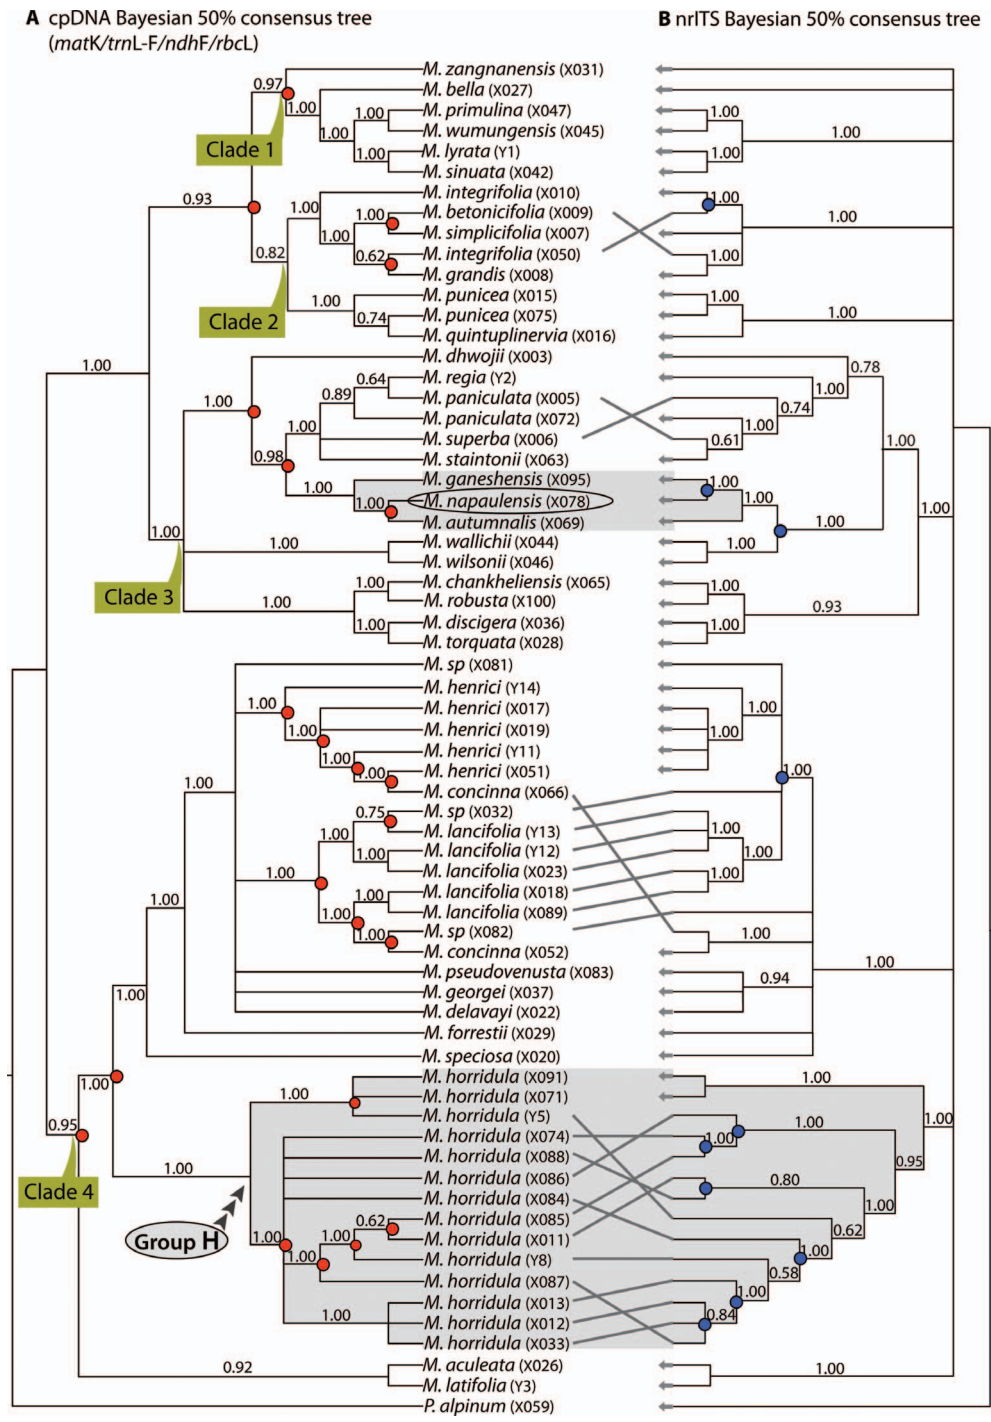 A cpDNA Bayesian 50% consensus tree
(matK/trnL-F/ndhF/rbcL)
B nrITS Bayesian 50% consensus tree
M. zangnanensis (X031)
0.97
M. bella (X027)
1.00
M. primulina (X047)
1.00
1.00
1.00
M. wumungensis (X045)
1.00
1.00
Clade 1
M. lyrata (Y1)
1.00
1.00
M. sinuata (X042)
M. integrifolia (X010)
1.00
0.93
1.00
M. betonicifolia (X009)
1.00
1.00
M. simplicifolia (X007)
1.00
0.82
M. integrifolia (X050)
0.62
1.00
M. grandis (X008)
M. punicea (X015)
1.00
1.00
Clade 2
M. punicea (X075)
0.74
1.00
M. quintuplinervia (X016)
M. dhwojii (X003)
0.78
1.00
M. regia (Y2)
0.64
1.00
0.89
M. paniculata (X005)
1.00
0.74
M. paniculata (X072)
1.00
1.00
M. superba (X006)
0.61
1.00
0.98
M. staintonii (X063)
M. ganeshensis (X095)
1.00
1.00
M. napaulensis (X078)
1.00
1.00
1.00
M. autumnalis (X069)
1.00
1.00
M. wallichii (X044)
1.00
1.00
M. wilsonii (X046)
Clade 3
M. chankheliensis (X065)
1.00
1.00
M. robusta (X100)
1.00
0.93
M. discigera (X036)
1.00
1.00
M. torquata (X028)
M. sp (X081)
M. henrici (Y14)
1.00
1.00
M. henrici (X017)
1.00
M. henrici (X019)
1.00
M. henrici (Y11)
1.00
M. henrici (X051)
1.00
1.00
1.00
M. concinna (X066)
M. sp (X032)
0.75
M. lancifolia (Y13)
1.00
1.00
M. lancifolia (Y12)
1.00
1.00
M. lancifolia (X023)
1.00
1.00
M. lancifolia (X018)
1.00
1.00
M. lancifolia (X089)
1.00
M. sp (X082)
1.00
1.00
M. concinna (X052)
M. pseudovenusta (X083)
1.00
0.94
1.00
M. georgei (X037)
M. delavayi (X022)
M. forrestii (X029)
M. speciosa (X020)
M. horridula (X091)
1.00
1.00
M. horridula (X071)
1.00
M. horridula (Y5)
0.95
1.00
1.00
M. horridula (X074)
1.00
M. horridula (X088)
0.95
1.00
M. horridula (X086)
0.80
Clade 4
M. horridula (X084)
1.00
M. horridula (X085)
0.62
0.62
Group H
M. horridula (X011)
1.00
1.00
1.00
M. horridula (Y8)
1.00
0.58
M. horridula (X087)
1.00
M. horridula (X013)
1.00
0.84
M. horridula (X012)
M. horridula (X033)
M. aculeata (X026)
0.92
1.00
M. latifolia (Y3)
P. alpinum (X059)